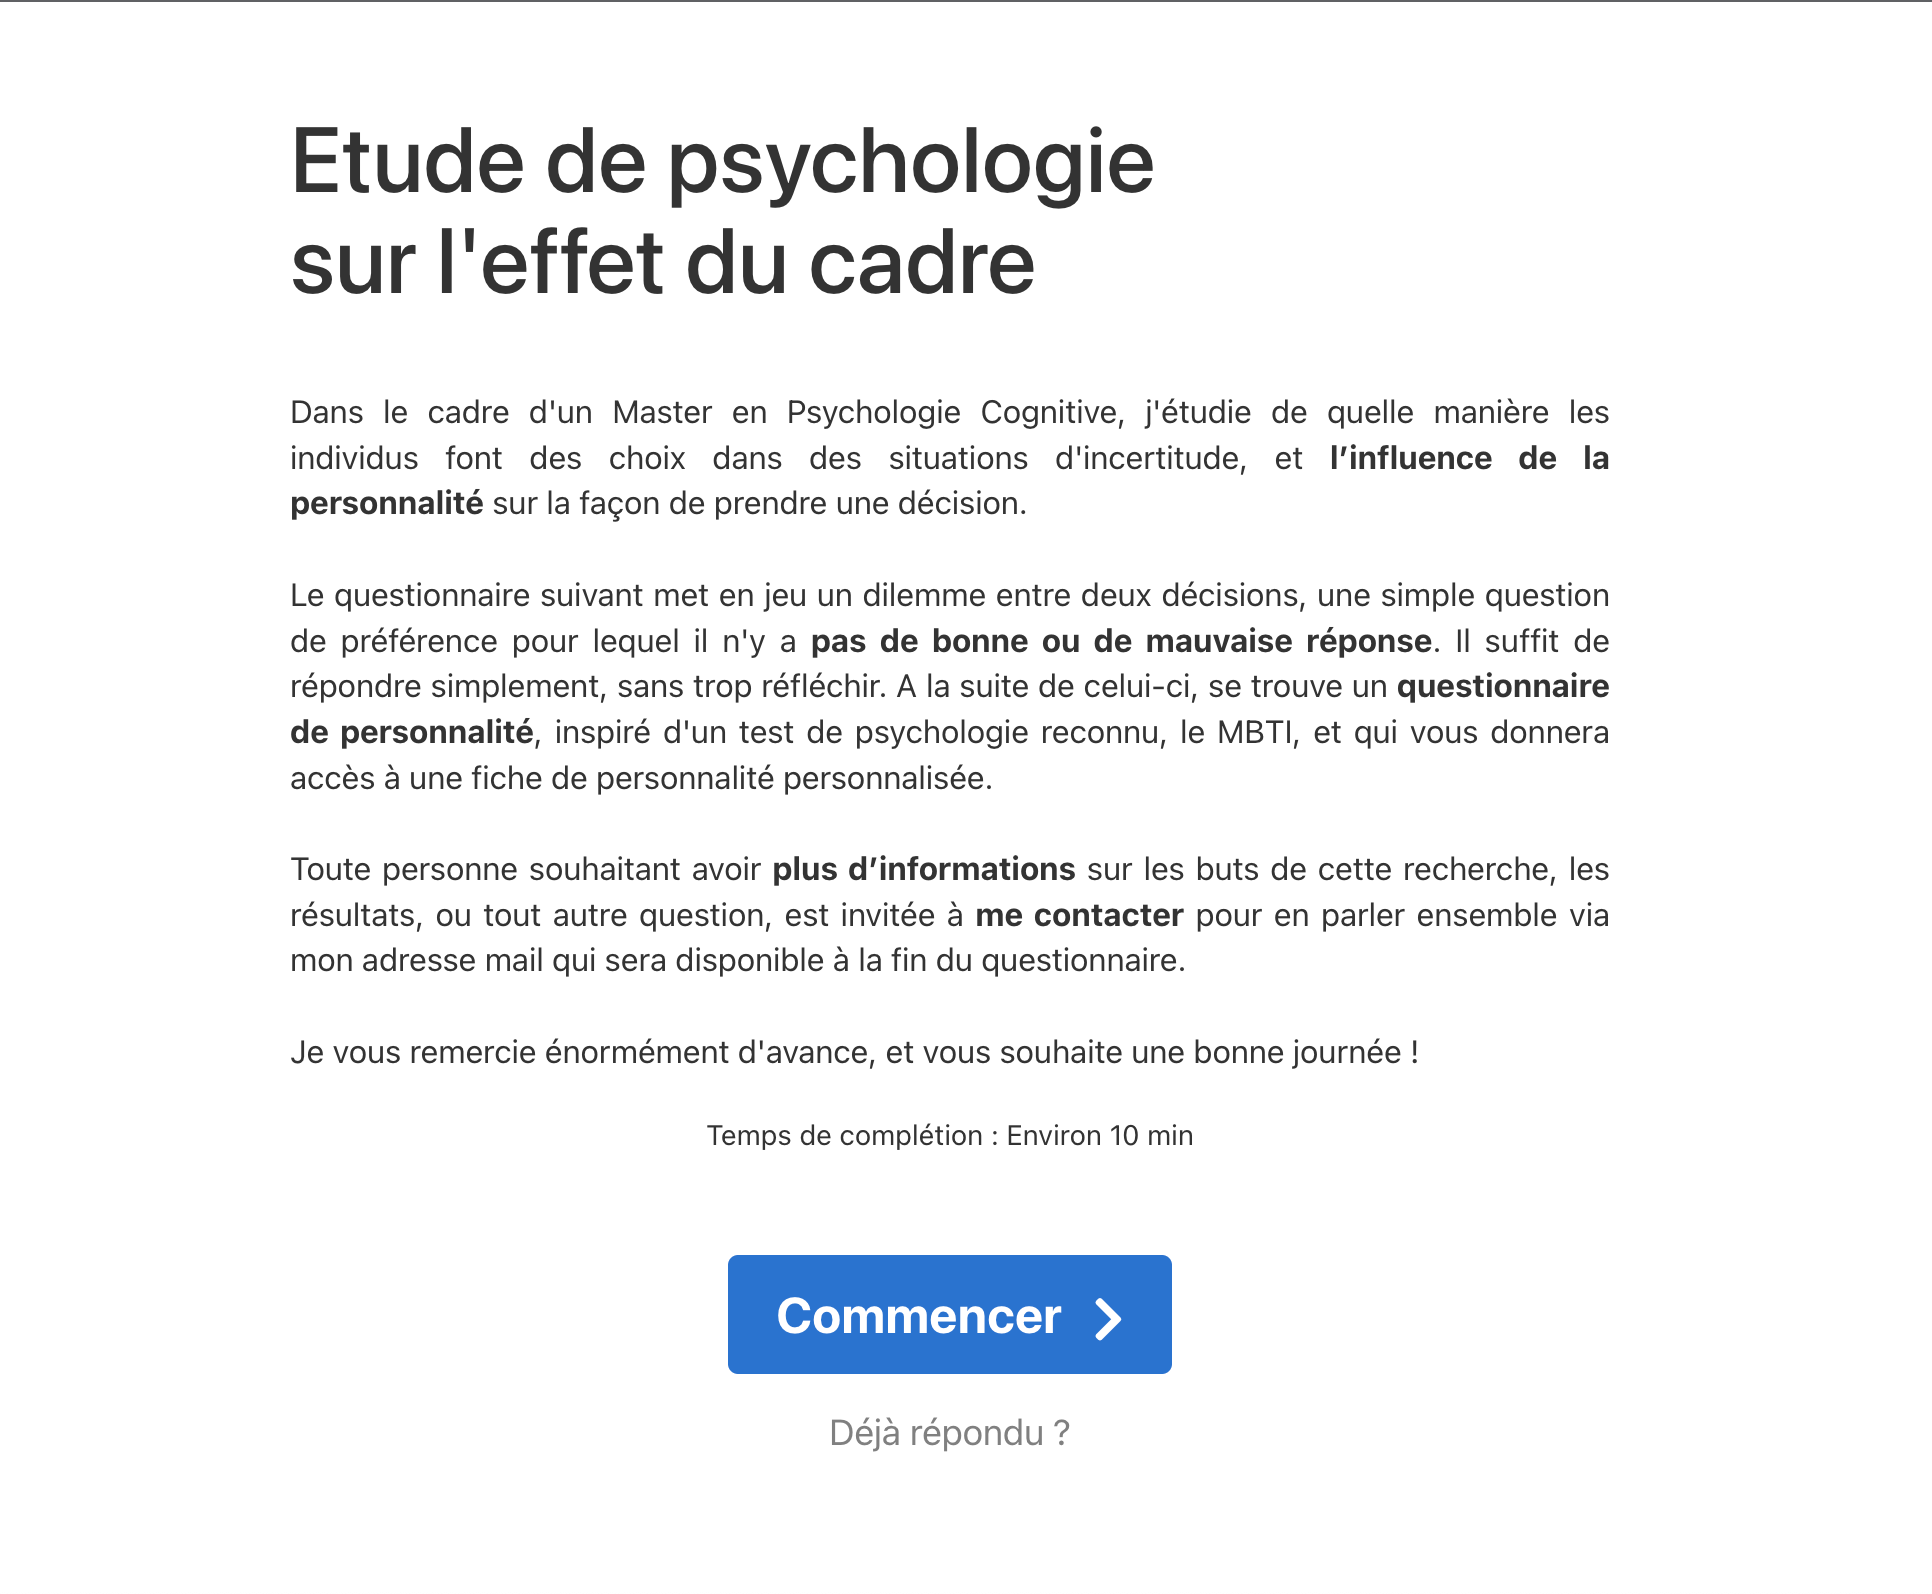 Etude de psychologie
sur l'effet du cadre
Dans le cadre d'un Master en Psychologie Cognitive, j'étudie de quelle manière les
individus font des choix dans des situations d'incertitude, et l’influence de la
personnalité sur la façon de prendre une décision.
Le questionnaire suivant met en jeu un dilemme entre deux décisions, une simple question
de préférence pour lequel il n'y a pas de bonne ou de mauvaise réponse. Il suffit de
répondre simplement, sans trop réfléchir. A la suite de celui-ci, se trouve un questionnaire
de personnalité, inspiré d'un test de psychologie reconnu, le MBTI, et qui vous donnera
accès à une fiche de personnalité personnalisée.
Toute personne souhaitant avoir plus d’informations sur les buts de cette recherche, les
résultats, ou tout autre question, est invitée à me contacter pour en parler ensemble via
mon adresse mail qui sera disponible à la fin du questionnaire.
Je vous remercie énormément d'avance, et vous souhaite une bonne journée !
Temps de complétion : Environ 10 min
Commencer
Déjà répondu ?